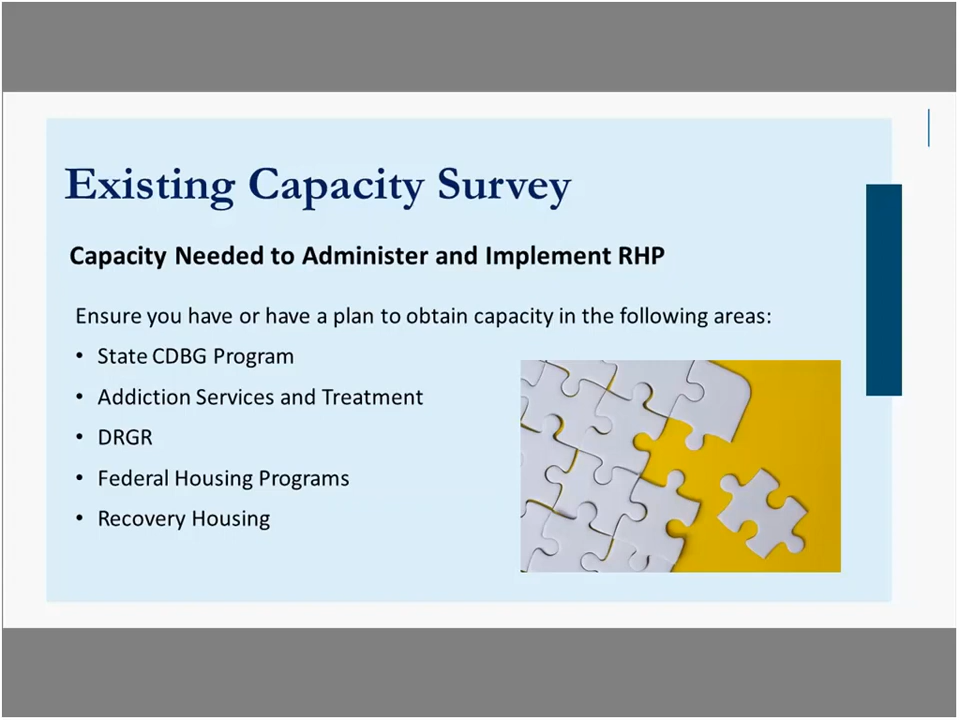 Existing Capacity Survey
Capacity Needed to Administer and Implement RHP
Ensure you have or have a plan to obtain capacity in the following areas:
• State CDBG Program
• Addiction Services and Treatment
• DRGR
• Federal Housing Programs
• Recovery Housing